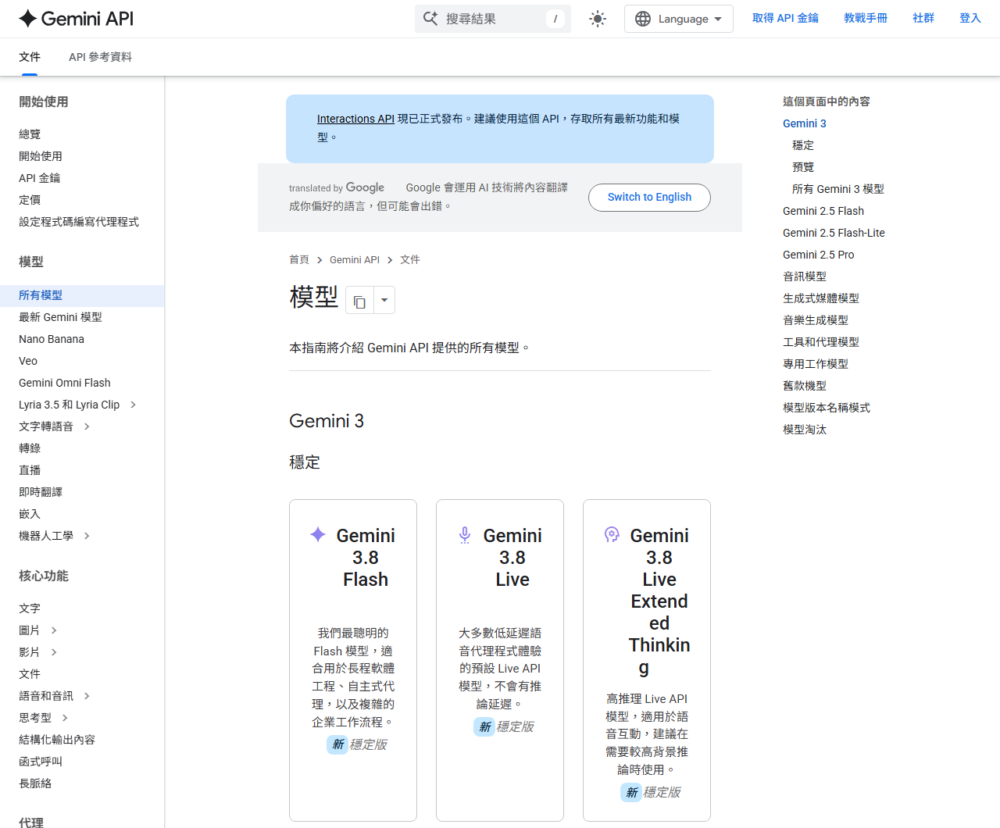 Gemini API
搜尋結果
/
Language
取得 API 金鑰
教戰手冊
社群
登入
文件
API 參考資料
開始使用
總覽
開始使用
API 金鑰
定價
設定程式碼編寫代理程式
模型
所有模型
最新 Gemini 模型
Nano Banana
Veo
Gemini Omni Flash
Lyria 3.5 和 Lyria Clip
文字轉語音
轉錄
直播
即時翻譯
嵌入
機器人工學
核心功能
文字
圖片
影片
文件
語音和音訊
思考型
結構化輸出內容
函式呼叫
長脈絡
代理
Interactions API 現已正式發布。建議使用這個 API，存取所有最新功能和模
型。
translated by Google Google 會運用 AI 技術將內容翻譯
成你偏好的語言，但可能會出錯。
Switch to English
首頁
Gemini API
文件
模型
本指南將介紹 Gemini API 提供的所有模型。
Gemini 3
穩定
Gemini
3.8
Flash
我們最聰明的
Flash 模型，適
合用於長程軟體
工程、自主式代
理，以及複雜的
企業工作流程。
新 穩定版
Gemini
3.8
Live
大多數低延遲語
音代理程式體驗
的預設 Live API
模型，不會有推
論延遲。
新 穩定版
Gemini
3.8
Live
Extend
ed
Thinkin
g
高推理 Live API
模型，適用於語
音互動，建議在
需要較高背景推
論時使用。
新 穩定版
這個頁面中的內容
Gemini 3
穩定
預覽
所有 Gemini 3 模型
Gemini 2.5 Flash
Gemini 2.5 Flash-Lite
Gemini 2.5 Pro
音訊模型
生成式媒體模型
音樂生成模型
工具和代理模型
專用工作模型
舊款機型
模型版本名稱模式
模型淘汰